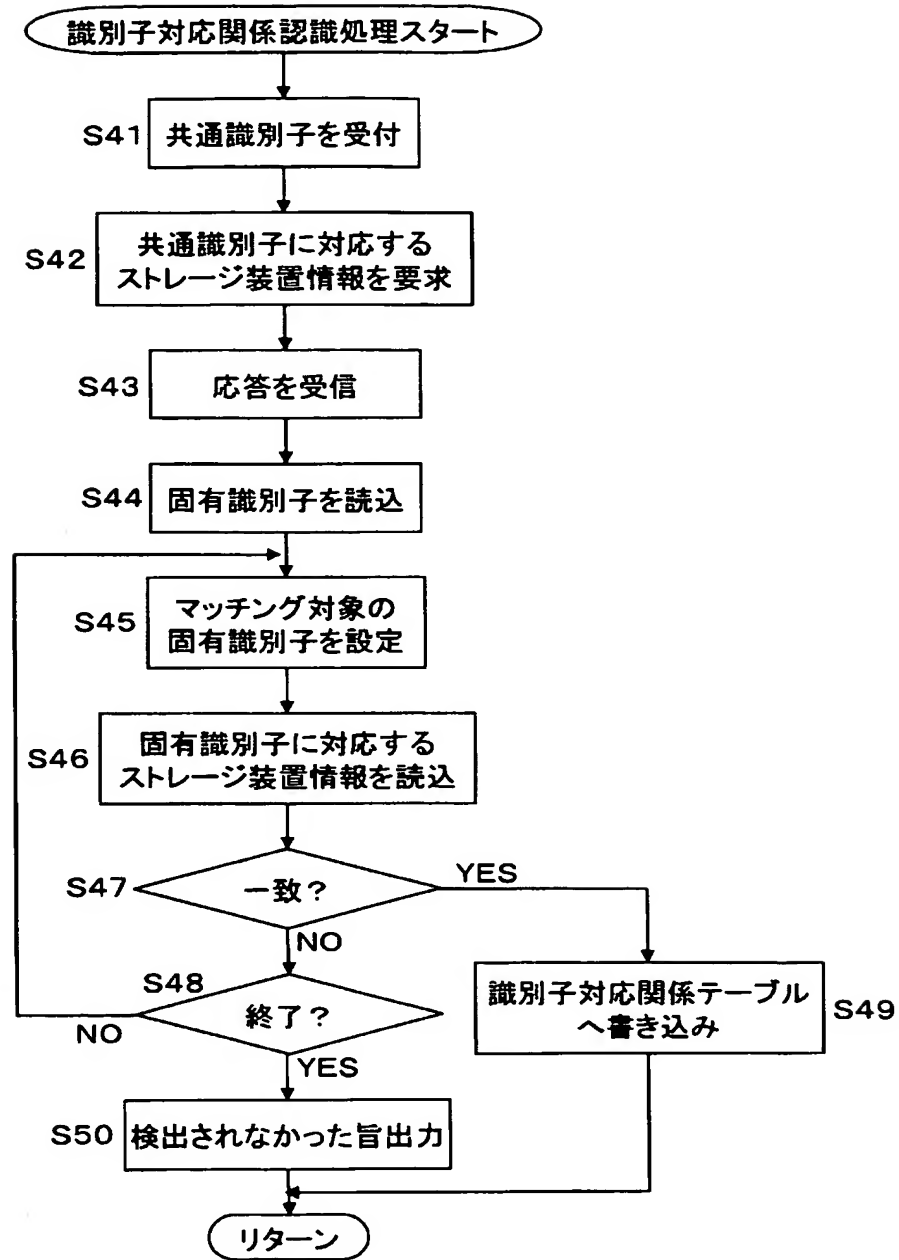 識別子対応関係認識処理スタート
S41
共通識別子を受付
S42
共通識別子に対応する
ストレージ装置情報を要求
S43
応答を受信
S44
固有識別子を読込
S45
マッチング対象の
固有識別子を設定
S46
固有識別子に対応する
ストレージ装置情報を読込
S47
一致?
YES
NO
S48
終了?
NO
YES
識別子対応関係テーブル
へ書き込み
S49
S50
検出されなかった旨出力
リターン